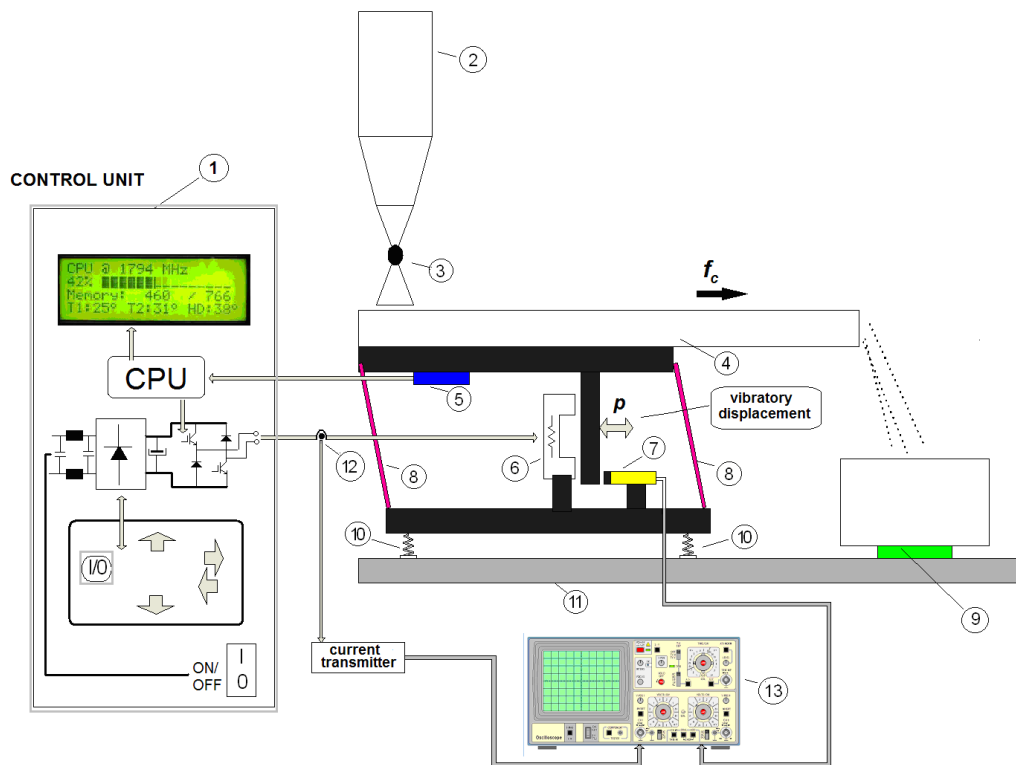 2
1
CONTROL UNIT
CPU @ 1794 MHz
42%
Memory: 460 / 766
T1:25° T2:31° HD:38°
3
fc
4
CPU
5
vibratory
displacement
p
6
7
12
8
8
10
10
I/O
11
9
ON/
OFF
I
0
current
transmitter
13
Oscilloscope